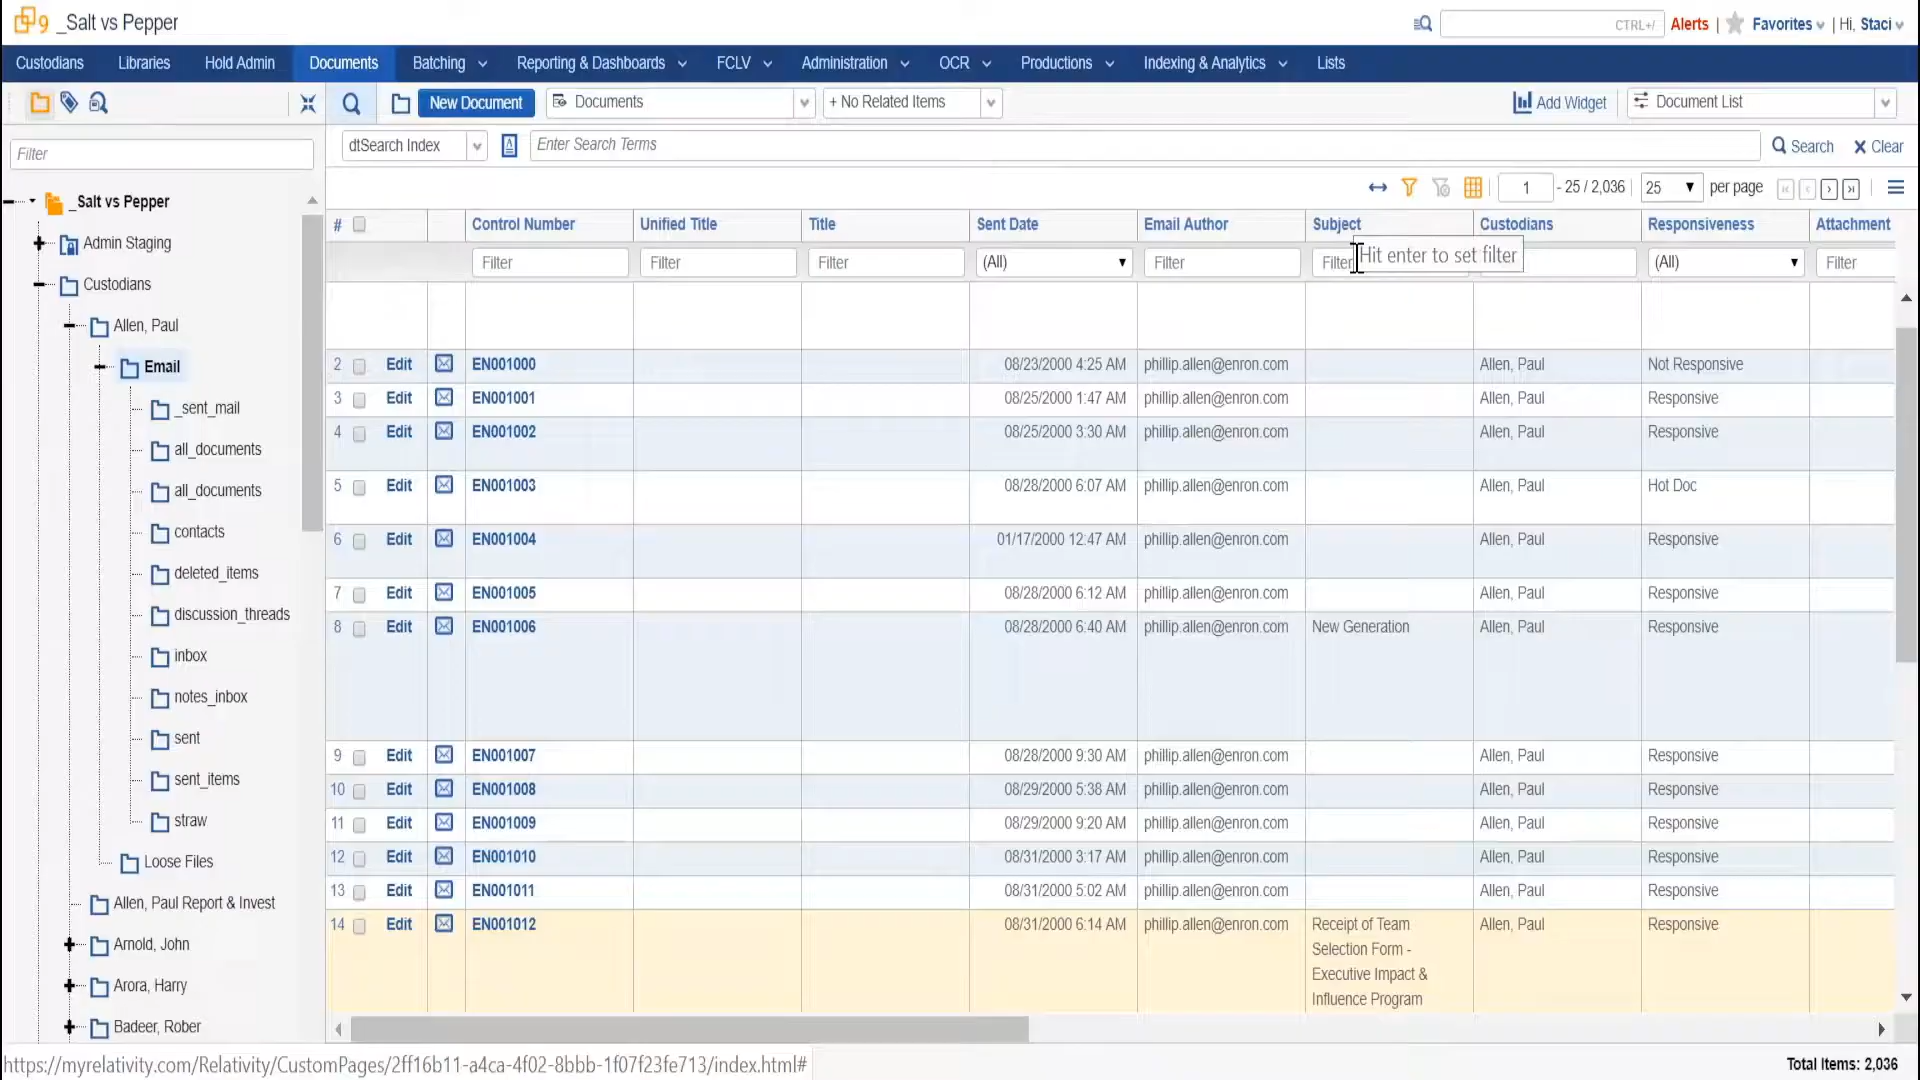 9 _Salt vs Pepper
CTRL+/ Alerts | Favorites | Hi, Staci
Custodians Libraries Hold Admin Documents Batching Reporting & Dashboards FCLV Administration OCR Productions Indexing & Analytics Lists
New Document Documents + No Related Items Add Widget Document List
Filter dtSearch Index Enter Search Terms Search Clear
1 - 25 / 2,036 25 per page
# Control Number Unified Title Title Sent Date Email Author Subject Custodians Responsiveness Attachment
Filter Filter Filter (All) Filter Filter Hit enter to set filter (All) Filter
2 Edit EN001000 08/23/2000 4:25 AM phillip.allen@enron.com Allen, Paul Not Responsive
3 Edit EN001001 08/25/2000 1:47 AM phillip.allen@enron.com Allen, Paul Responsive
4 Edit EN001002 08/25/2000 3:30 AM phillip.allen@enron.com Allen, Paul Responsive
5 Edit EN001003 08/28/2000 6:07 AM phillip.allen@enron.com Allen, Paul Hot Doc
6 Edit EN001004 01/17/2000 12:47 AM phillip.allen@enron.com Allen, Paul Responsive
7 Edit EN001005 08/28/2000 6:12 AM phillip.allen@enron.com Allen, Paul Responsive
8 Edit EN001006 08/28/2000 6:40 AM phillip.allen@enron.com New Generation Allen, Paul Responsive
9 Edit EN001007 08/28/2000 9:30 AM phillip.allen@enron.com Allen, Paul Responsive
10 Edit EN001008 08/29/2000 5:38 AM phillip.allen@enron.com Allen, Paul Responsive
11 Edit EN001009 08/29/2000 9:20 AM phillip.allen@enron.com Allen, Paul Responsive
12 Edit EN001010 08/31/2000 3:17 AM phillip.allen@enron.com Allen, Paul Responsive
13 Edit EN001011 08/31/2000 5:02 AM phillip.allen@enron.com Allen, Paul Responsive
14 Edit EN001012 08/31/2000 6:14 AM phillip.allen@enron.com Receipt of Team Allen, Paul Responsive
Selection Form -
Executive Impact &
Influence Program
_Salt vs Pepper
Admin Staging
Custodians
Allen, Paul
Email
_sent_mail
all_documents
all_documents
contacts
deleted_items
discussion_threads
inbox
notes_inbox
sent
sent_items
straw
Loose Files
Allen, Paul Report & Invest
Arnold, John
Arora, Harry
Badeer, Rober
https://myrelativity.com/Relativity/CustomPages/2ff16b11-a4ca-4f02-8bbb-1f07f23fe713/index.html#
Total Items: 2,036